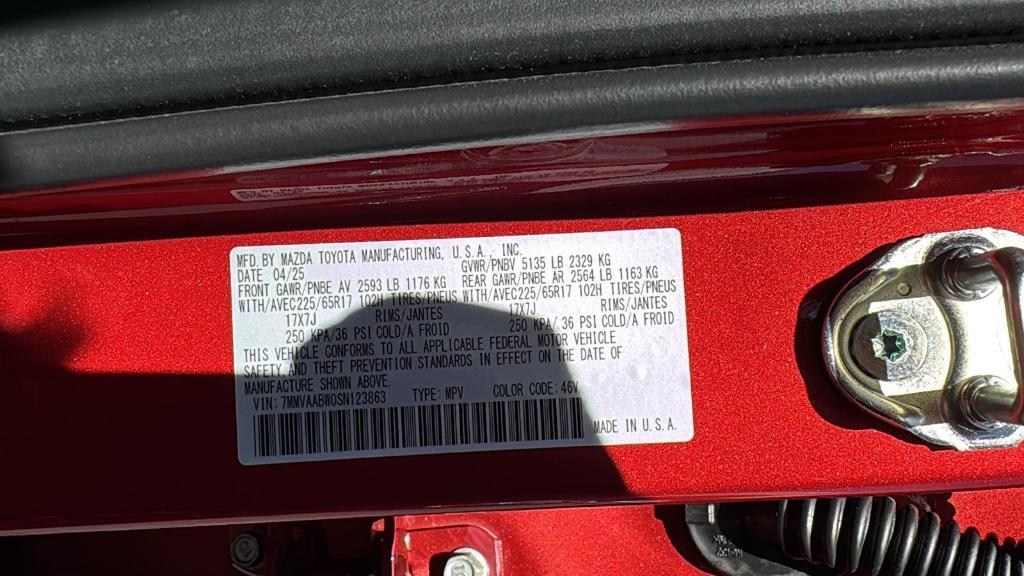 MFD. BY MAZDA TOYOTA MANUFACTURING, U.S.A., INC.
DATE 04/25 GVWR/PNBV 5135 LB 2329 KG
FRONT GAWR/PNBE AV 2593 LB 1176 KG REAR GAWR/PNBE AR 2564 LB 1163 KG
WITH/AVEC225/65R17 102H TIRES/PNEUS WITH/AVEC225/65R17 102H TIRES/PNEUS
17X7J RIMS/JANTES 17X7J RIMS/JANTES
250 KPA/36 PSI COLD/A FROID 250 KPA/36 PSI COLD/A FROID
THIS VEHICLE CONFORMS TO ALL APPLICABLE FEDERAL MOTOR VEHICLE
SAFETY AND THEFT PREVENTION STANDARDS IN EFFECT ON THE DATE OF
MANUFACTURE SHOWN ABOVE.
VIN: 7MMVAABW0SN123863 TYPE: MPV COLOR CODE: 46V
MADE IN U.S.A.